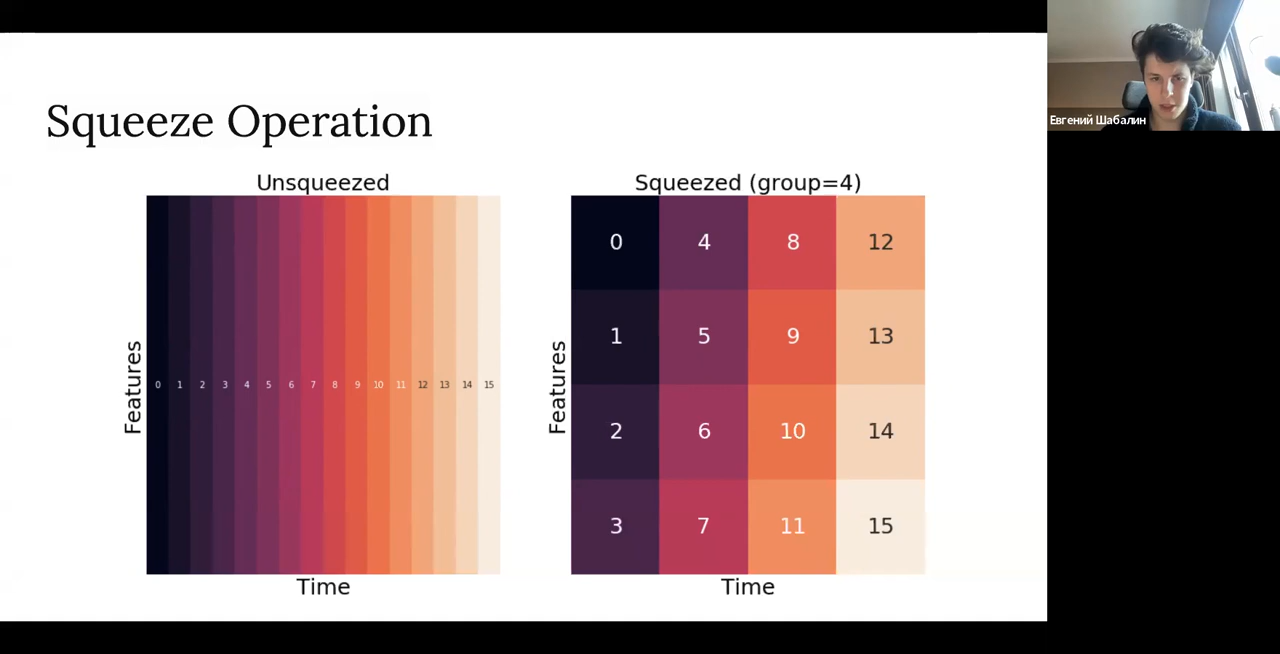 Squeeze Operation
Unsqueezed
Features
0 1 2 3 4 5 6 7 8 9 10 11 12 13 14 15
Time
Squeezed (group=4)
Features
0 4 8 12
1 5 9 13
2 6 10 14
3 7 11 15
Time
Евгений Шабалин